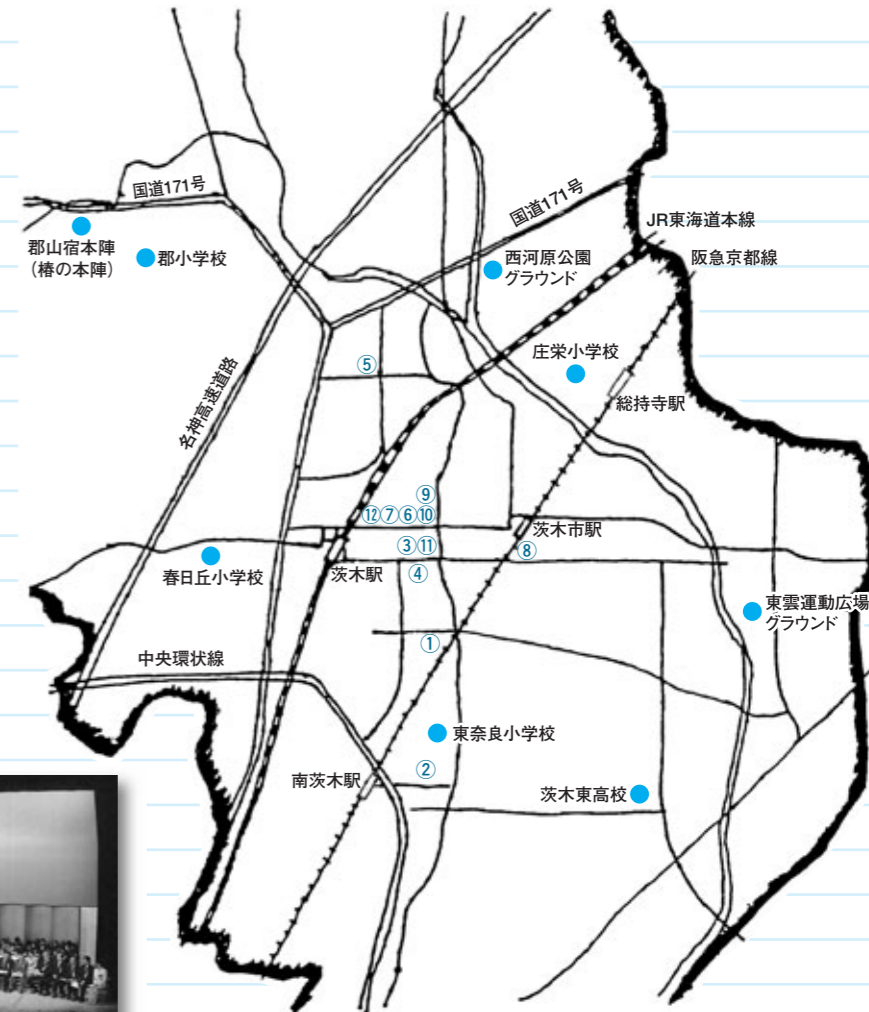 国道171号
国道171号
JR東海道本線
阪急京都線
郡山宿本陣
(椿の本陣)
郡小学校
西河原公園
グラウンド
庄栄小学校
総持寺駅
名神高速道路
⑤
⑨
⑫⑦⑥⑩
茨木市駅
③⑪
⑧
春日丘小学校
茨木駅
④
東雲運動広場
グラウンド
①
中央環状線
東奈良小学校
南茨木駅
②
茨木東高校